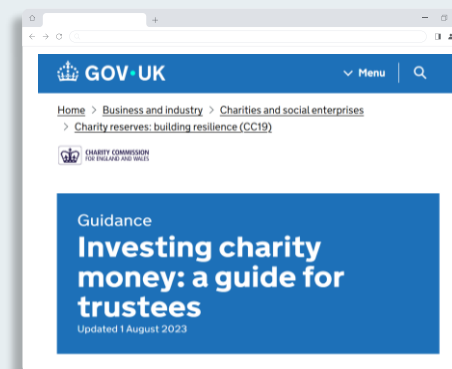 GOV·UK
Menu
Home > Business and industry > Charities and social enterprises
> Charity reserves: building resilience (CC19)
CHARITY COMMISSION
FOR ENGLAND AND WALES
Guidance
Investing charity
money: a guide for
trustees
Updated 1 August 2023